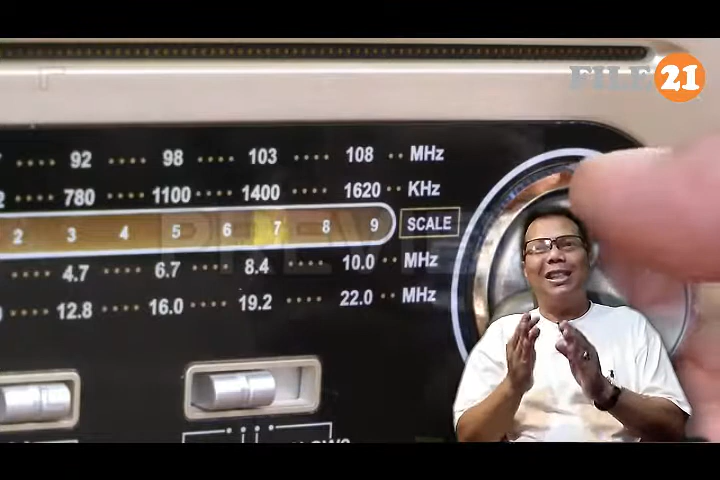 FILE 21
92 98 103 108 MHz
780 1100 1400 1620 KHz
2 3 4 5 6 7 8 9 SCALE
4.7 6.7 8.4 10.0 MHz
12.8 16.0 19.2 22.0 MHz
PREVIE